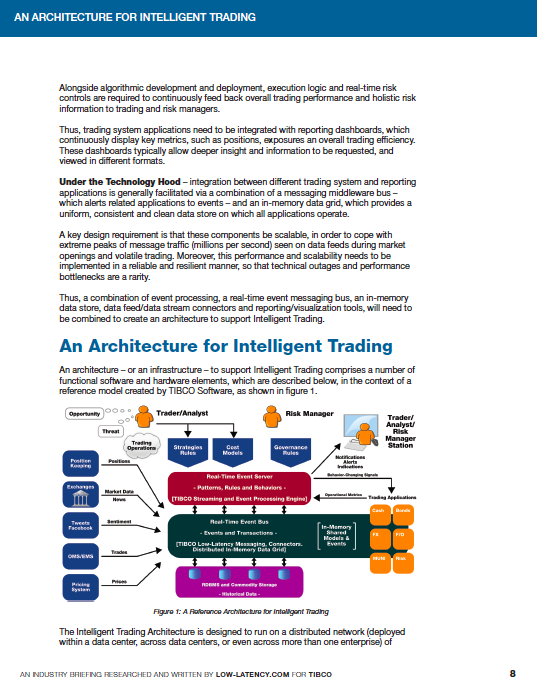 AN ARCHITECTURE FOR INTELLIGENT TRADING
Alongside algorithmic development and deployment, execution logic and real-time risk
controls are required to continuously feed back overall trading performance and holistic risk
information to trading and risk managers.
Thus, trading system applications need to be integrated with reporting dashboards, which
continuously display key metrics, such as positions, exposures an overall trading efficiency.
These dashboards typically allow deeper insight and information to be requested, and
viewed in different formats.
Under the Technology Hood – integration between different trading system and reporting
applications is generally facilitated via a combination of a messaging middleware bus –
which alerts related applications to events – and an in-memory data grid, which provides a
uniform, consistent and clean data store on which all applications operate.
A key design requirement is that these components be scalable, in order to cope with
extreme peaks of message traffic (millions per second) seen on data feeds during market
openings and volatile trading. Moreover, this performance and scalability needs to be
implemented in a reliable and resilient manner, so that technical outages and performance
bottlenecks are a rarity.
Thus, a combination of event processing, a real-time event messaging bus, an in-memory
data store, data feed/data stream connectors and reporting/visualization tools, will need to
be combined to create an architecture to support Intelligent Trading.
An Architecture for Intelligent Trading
An architecture – or an infrastructure – to support Intelligent Trading comprises a number of
functional software and hardware elements, which are described below, in the context of a
reference model created by TIBCO Software, as shown in figure 1.
Opportunity
Threat
Trader/Analyst
Risk Manager
Trader/
Analyst/
Risk
Manager
Station
Trading
Operations
Strategies
Rules
Cost
Models
Governance
Rules
Notifications
Alerts
Indications
Position
Keeping
Positions
Behavior-Changing Signals
Real-Time Event Server
- Patterns, Rules and Behaviors -
[TIBCO Streaming and Event Processing Engine]
Exchanges
Market Data
News
Operational Metrics
Trading Applications
Cash
Bonds
FX
F/O
M/M
Risk
Tweets
Facebook
Sentiment
Real-Time Event Bus
- Events and Transactions -
[TIBCO Low-Latency Messaging, Connectors.
Distributed In-Memory Data Grid]
In-Memory
Shared
Models &
Events
OMS/EMS
Trades
Pricing
System
Prices
RDBMS and Commodity Storage
- Historical Data -
Figure 1: A Reference Architecture for Intelligent Trading
The Intelligent Trading Architecture is designed to run on a distributed network (deployed
within a data center, across data centers, or even across more than one enterprise) of
AN INDUSTRY BRIEFING RESEARCHED AND WRITTEN BY LOW-LATENCY.COM FOR TIBCO
8